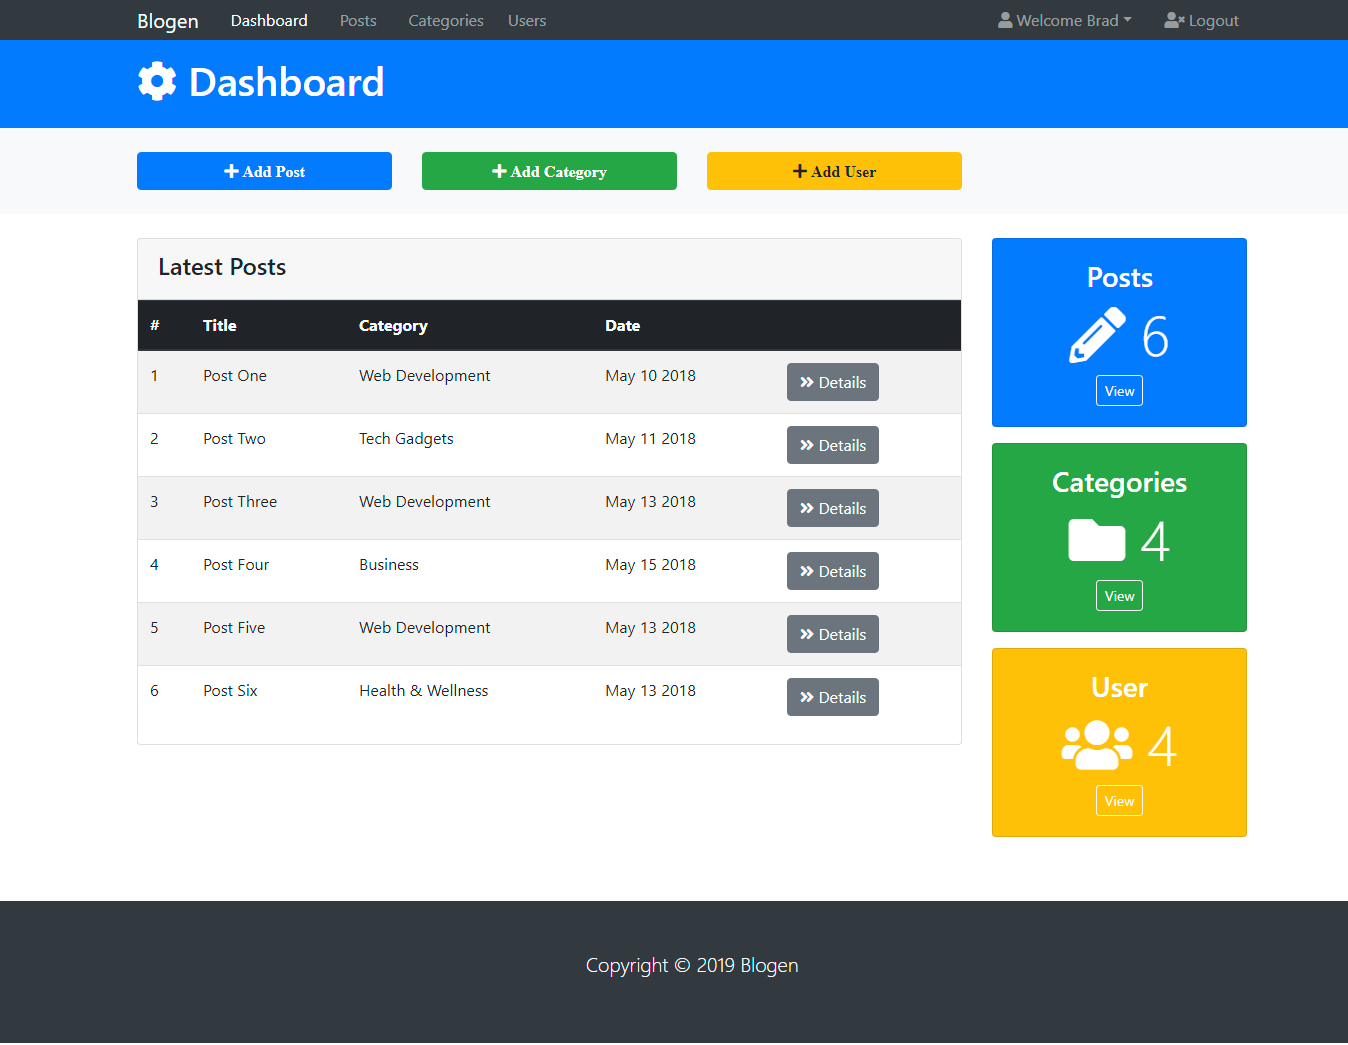 Blogen Dashboard Posts Categories Users Welcome Brad Logout
Dashboard
Add Post Add Category Add User
Latest Posts
# Title Category Date
1 Post One Web Development May 10 2018 Details
2 Post Two Tech Gadgets May 11 2018 Details
3 Post Three Web Development May 13 2018 Details
4 Post Four Business May 15 2018 Details
5 Post Five Web Development May 13 2018 Details
6 Post Six Health & Wellness May 13 2018 Details
Posts
6
View
Categories
4
View
User
4
View
Copyright © 2019 Blogen